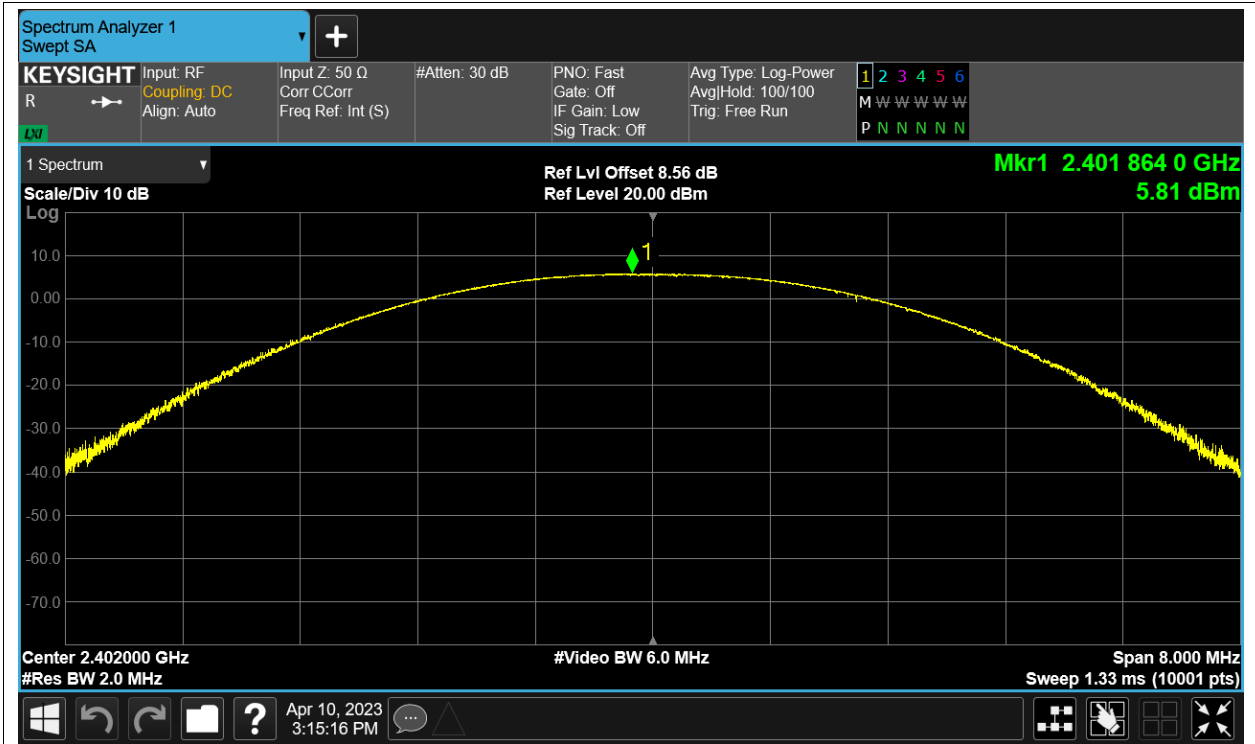 Spectrum Analyzer 1
Swept SA
KEYSIGHT
R
LXI
Input: RF
Coupling: DC
Align: Auto
Input Z: 50 Ω
Corr CCorr
Freq Ref: Int (S)
#Atten: 30 dB
PNO: Fast
Gate: Off
IF Gain: Low
Sig Track: Off
Avg Type: Log-Power
Avg|Hold: 100/100
Trig: Free Run
1 2 3 4 5 6
M W W W W W W
P N N N N N N
1 Spectrum
Scale/Div 10 dB
Log
Ref Lvl Offset 8.56 dB
Ref Level 20.00 dBm
Mkr1 2.401 864 0 GHz
5.81 dBm
1
10.0
0.00
-10.0
-20.0
-30.0
-40.0
-50.0
-60.0
-70.0
Center 2.402000 GHz
#Res BW 2.0 MHz
#Video BW 6.0 MHz
Span 8.000 MHz
Sweep 1.33 ms (10001 pts)
?
Apr 10, 2023
3:15:16 PM